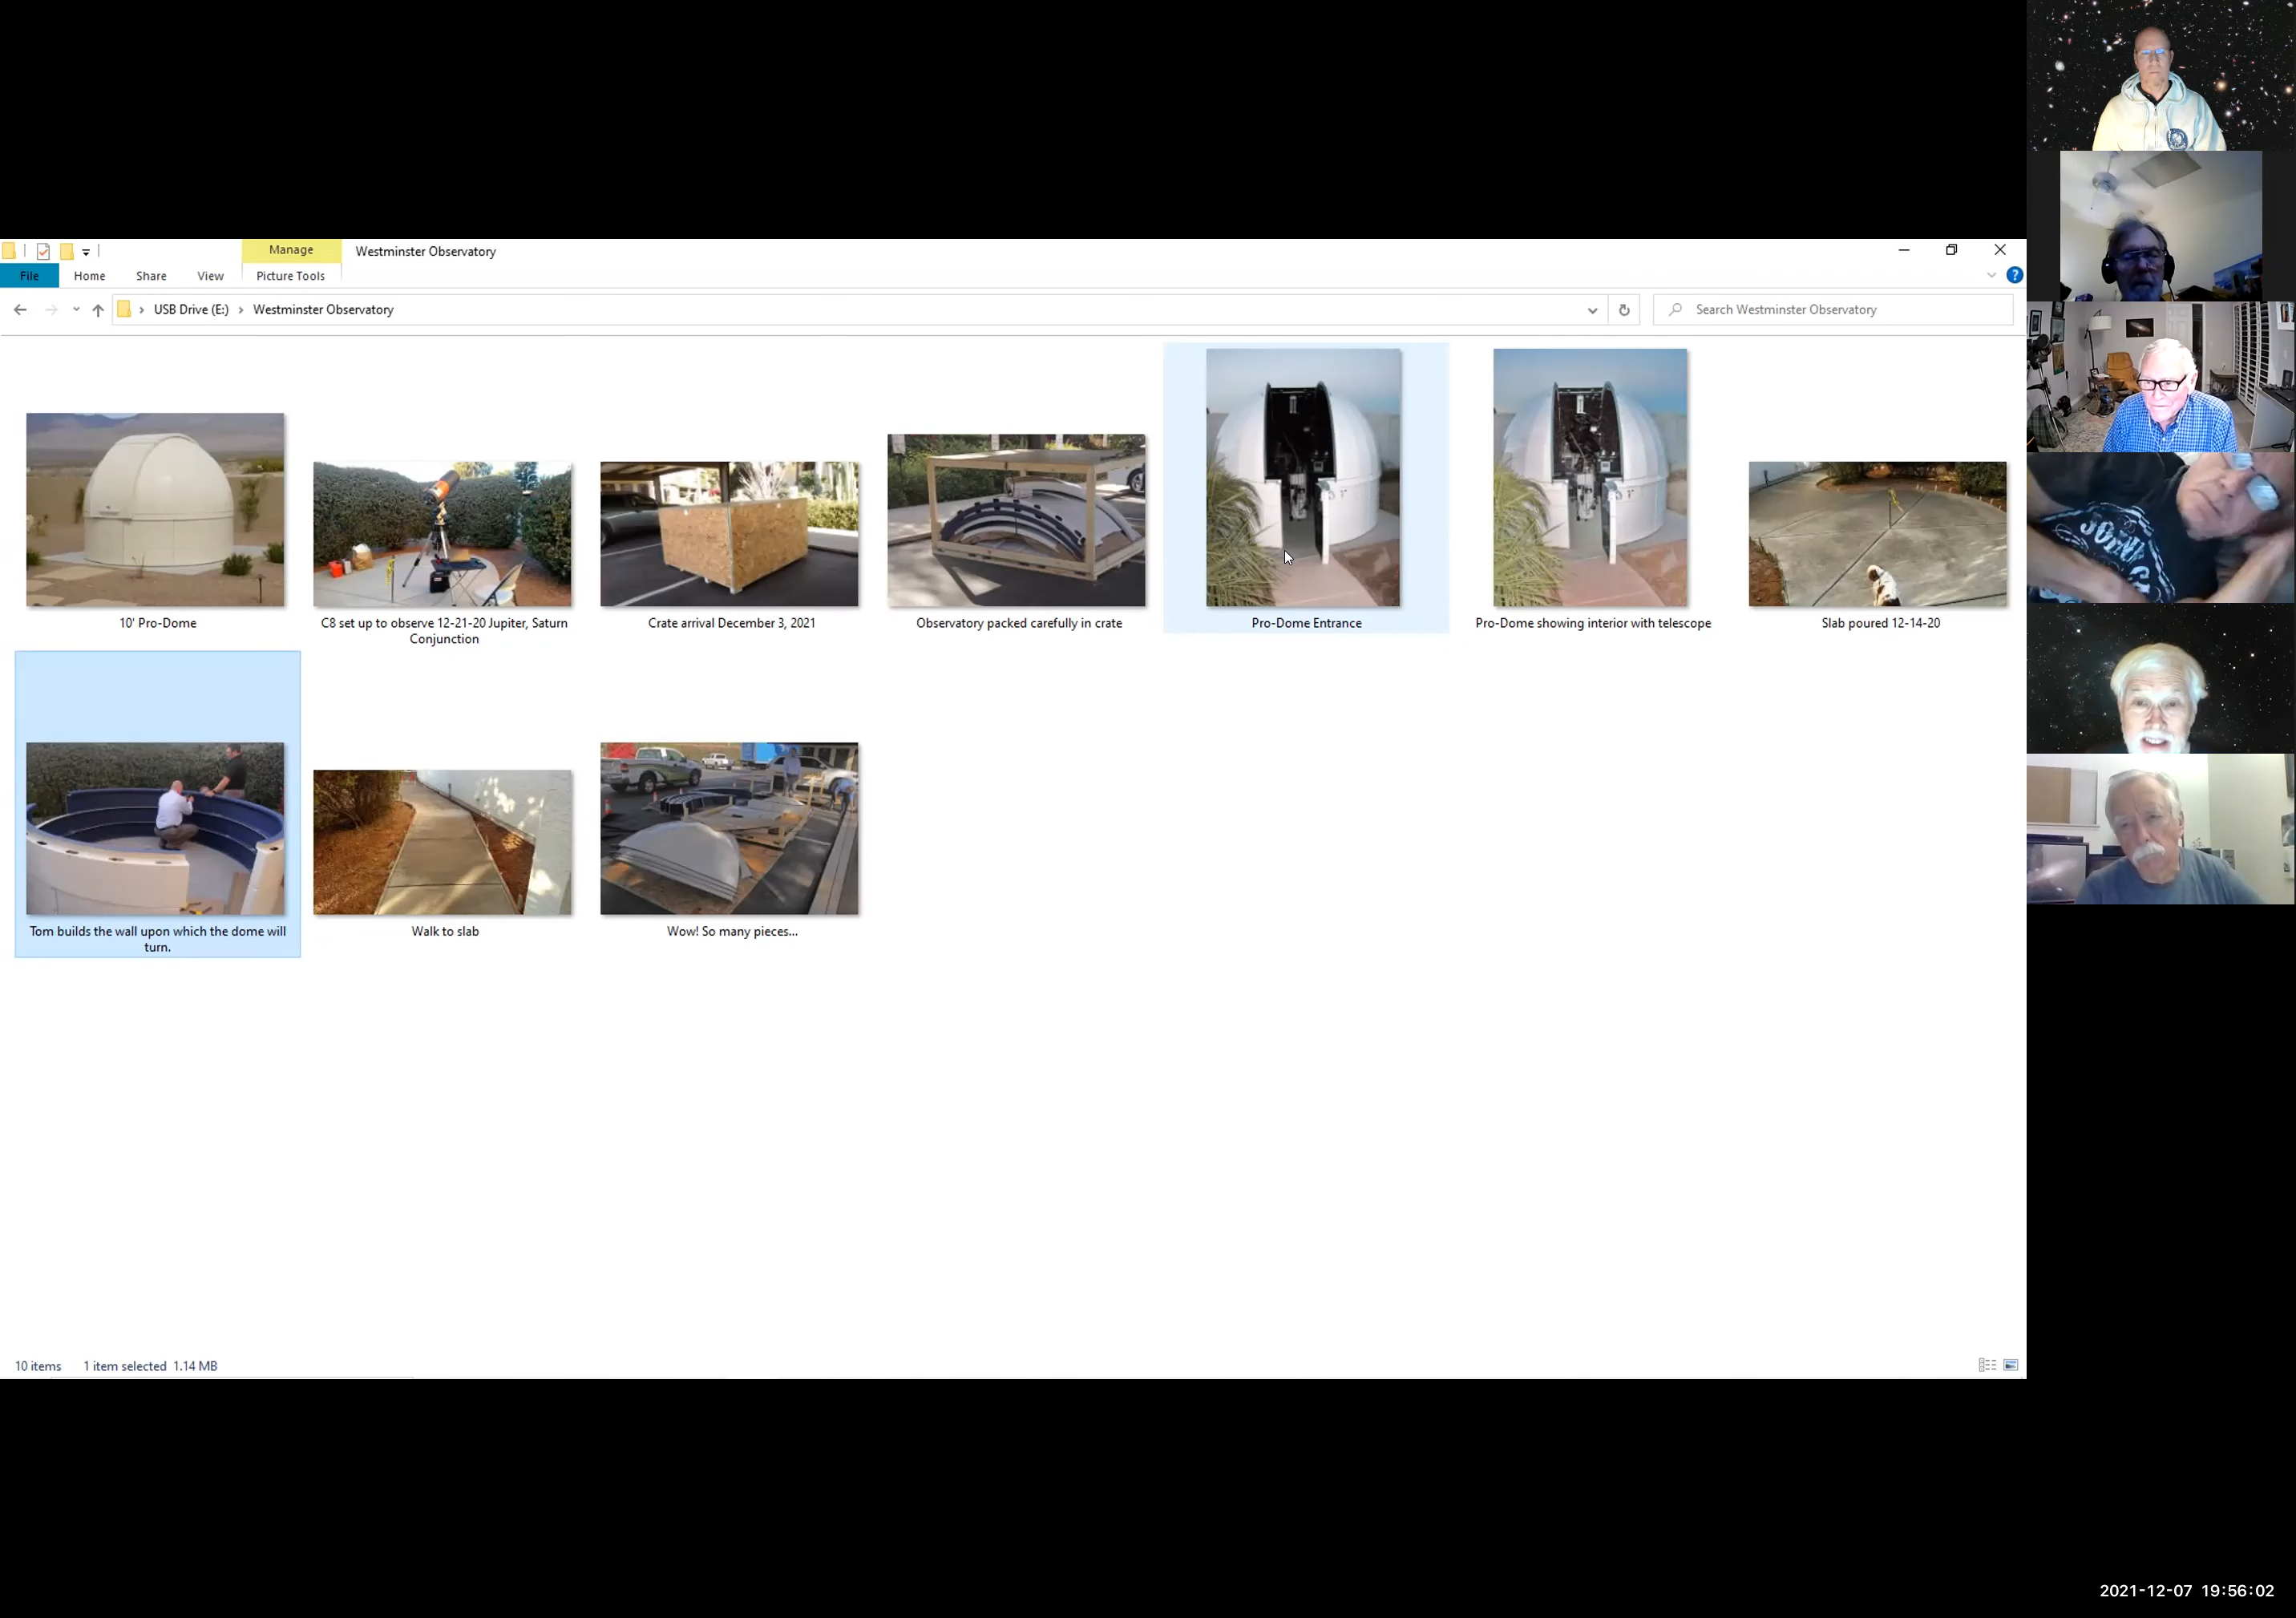 Manage
Westminster Observatory
File
Home
Share
View
Picture Tools
USB Drive (E:)
Westminster Observatory
Search Westminster Observatory
10' Pro-Dome
C8 set up to observe 12-21-20 Jupiter, Saturn
Conjunction
Crate arrival December 3, 2021
Observatory packed carefully in crate
Pro-Dome Entrance
Pro-Dome showing interior with telescope
Slab poured 12-14-20
Tom builds the wall upon which the dome will
turn.
Walk to slab
Wow! So many pieces...
10 items
1 item selected 1.14 MB
2021-12-07 19:56:02